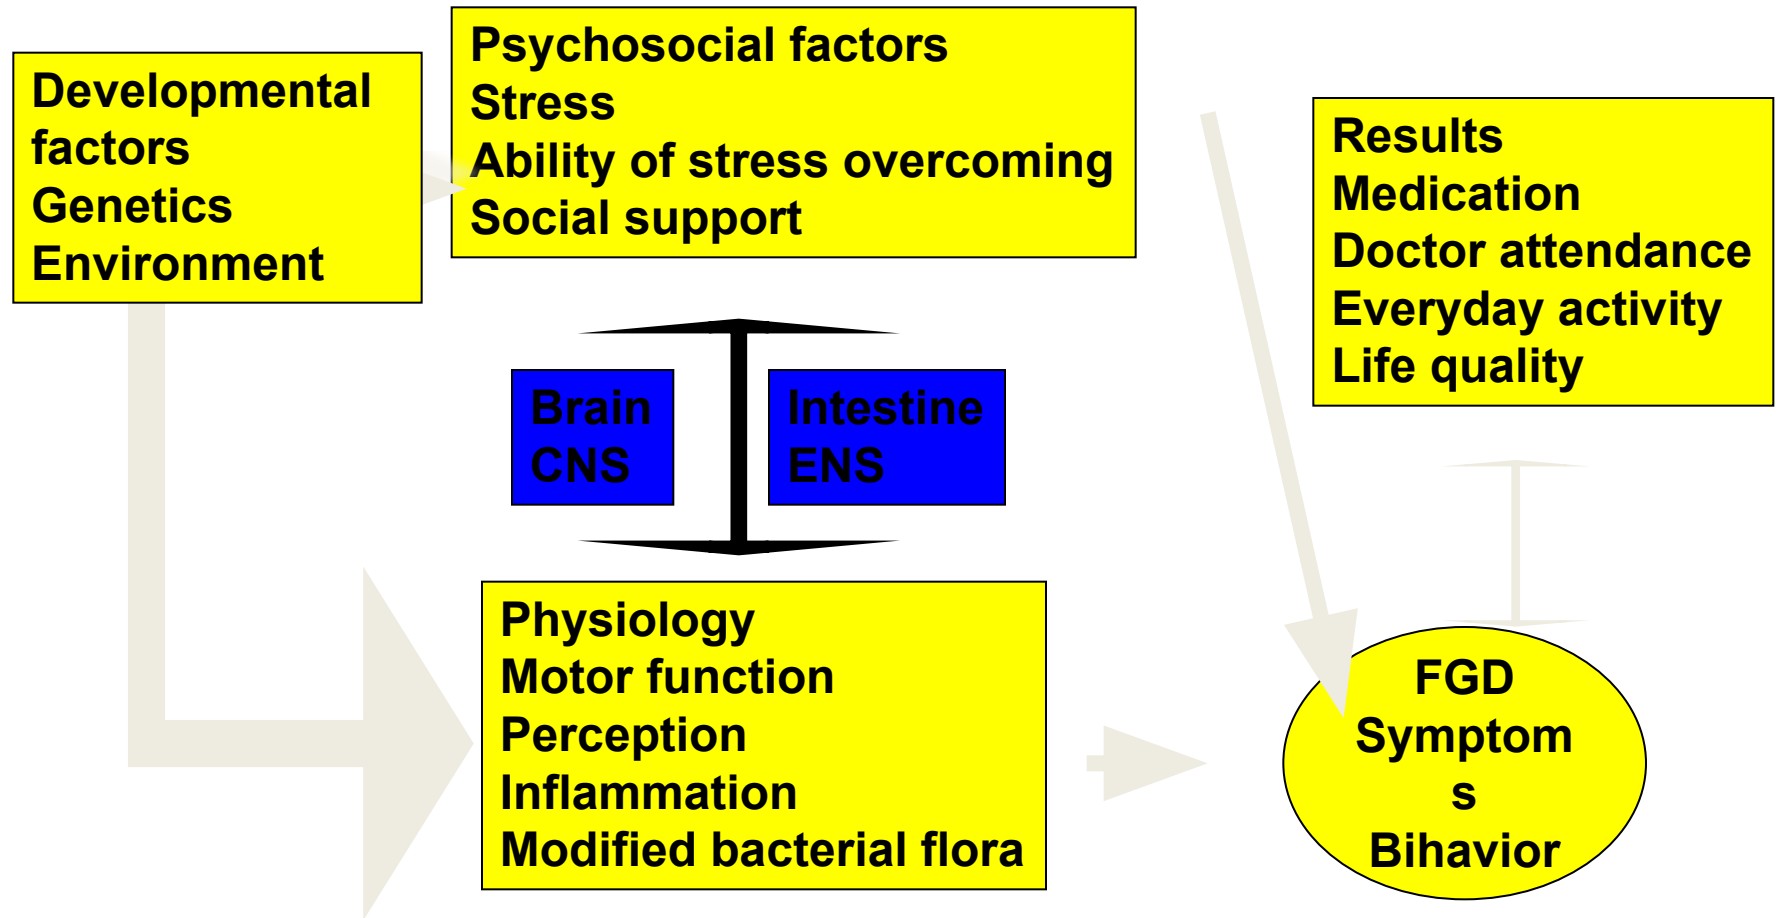 Developmental
factors
Genetics
Environment
Psychosocial factors
Stress
Ability of stress overcoming
Social support
Results
Medication
Doctor attendance
Everyday activity
Life quality
Brain
CNS
Intestine
ENS
Physiology
Motor function
Perception
Inflammation
Modified bacterial flora
FGD
Symptom
s
Bihavior